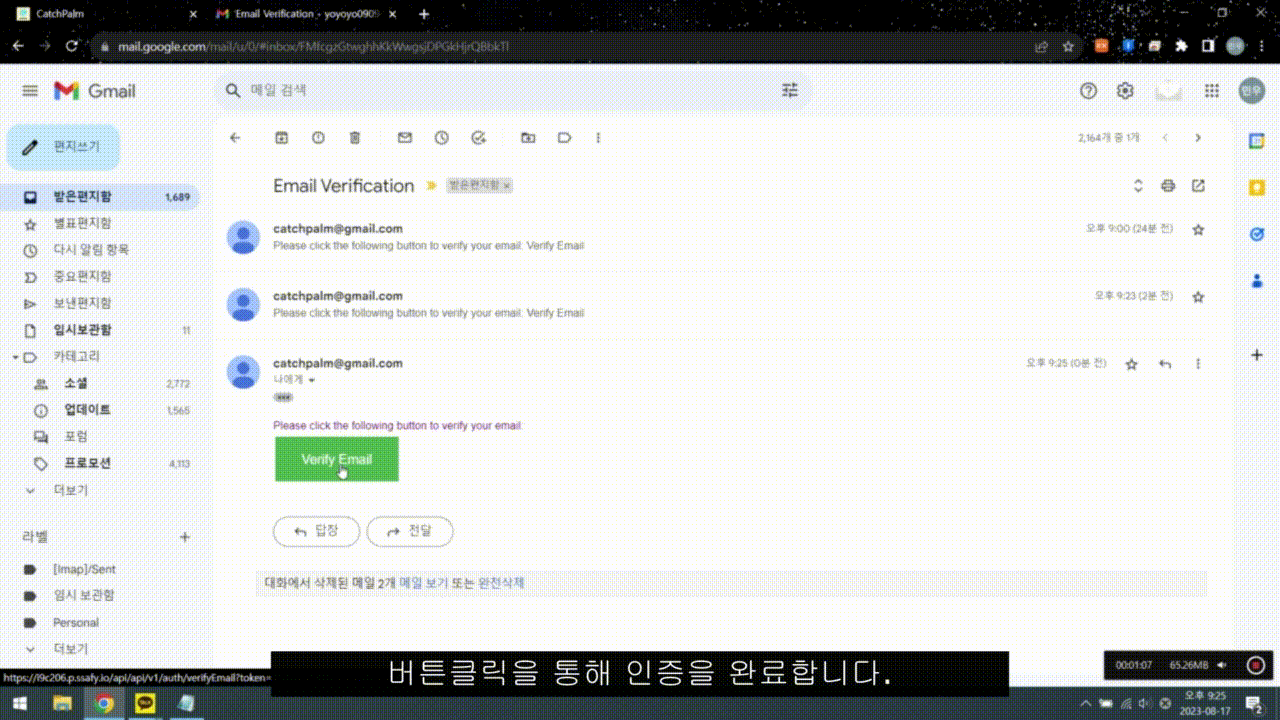 CatchPalm
Email Verification - yoyoyo0909
mail.google.com/mail/u/0/#inbox/FMfcgzGtwghhKkWwgsjDPGkHjrQBbkTl
Gmail
메일 검색
민우
편지쓰기
2,164개 중 1개
받은편지함 1,689
별표편지함
다시 알림 항목
중요편지함
보낸편지함
임시보관함 11
카테고리
소셜 2,772
업데이트 1,565
포럼
프로모션 4,113
더보기
라벨
[Imap]/Sent
임시 보관함
Personal
더보기
Email Verification
받은편지함 ×
catchpalm@gmail.com 오후 9:00 (24분 전)
Please click the following button to verify your email: Verify Email
catchpalm@gmail.com 오후 9:23 (2분 전)
Please click the following button to verify your email: Verify Email
catchpalm@gmail.com 오후 9:25 (0분 전)
나에게
Please click the following button to verify your email:
Verify Email
답장 전달
대화에서 삭제된 메일 2개 메일 보기 또는 완전삭제
버튼클릭을 통해 인증을 완료합니다.
https://i9c206.p.ssafy.io/api/api/v1/auth/verifyEmail?token=
00:01:07 65.26MB
오후 9:25
2023-08-17
2